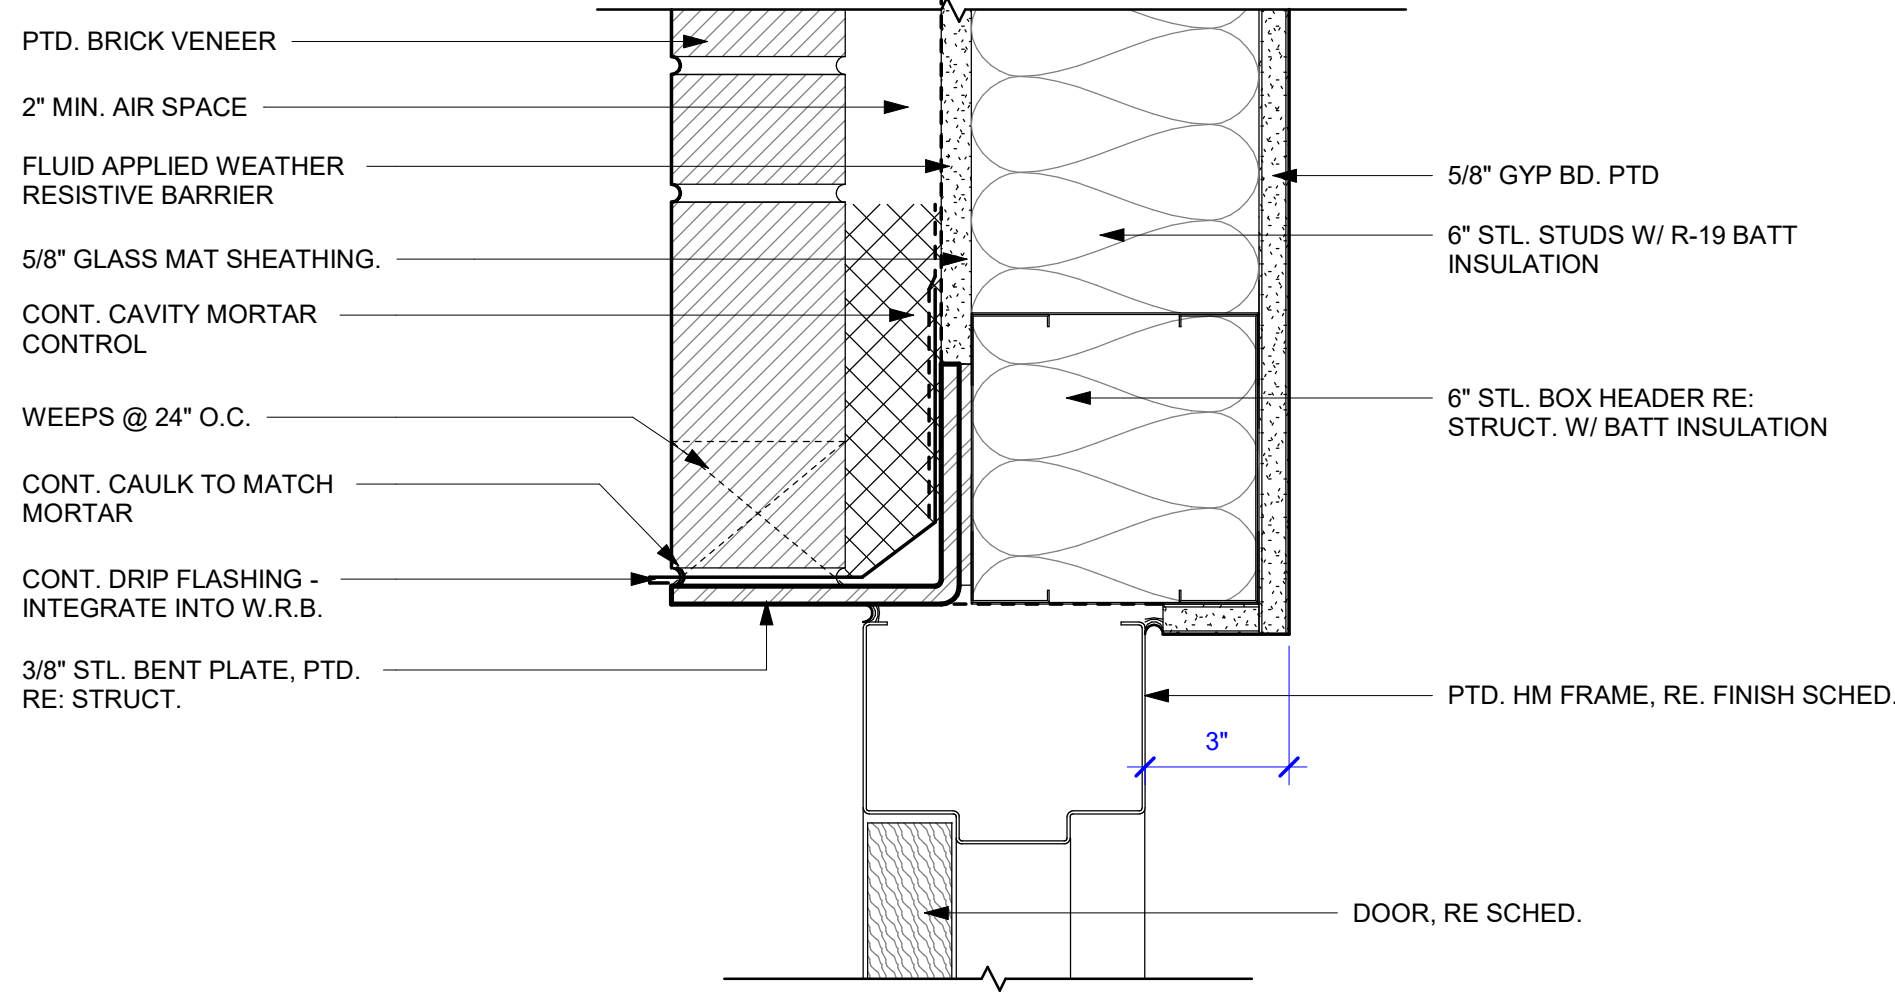 PTD. BRICK VENEER
2" MIN. AIR SPACE
FLUID APPLIED WEATHER
RESISTIVE BARRIER
5/8" GLASS MAT SHEATHING.
CONT. CAVITY MORTAR
CONTROL
WEEPS @ 24" O.C.
CONT. CAULK TO MATCH
MORTAR
CONT. DRIP FLASHING -
INTEGRATE INTO W.R.B.
3/8" STL. BENT PLATE, PTD.
RE: STRUCT.
5/8" GYP BD. PTD
6" STL. STUDS W/ R-19 BATT
INSULATION
6" STL. BOX HEADER RE:
STRUCT. W/ BATT INSULATION
PTD. HM FRAME, RE. FINISH SCHED.
3"
DOOR, RE SCHED.